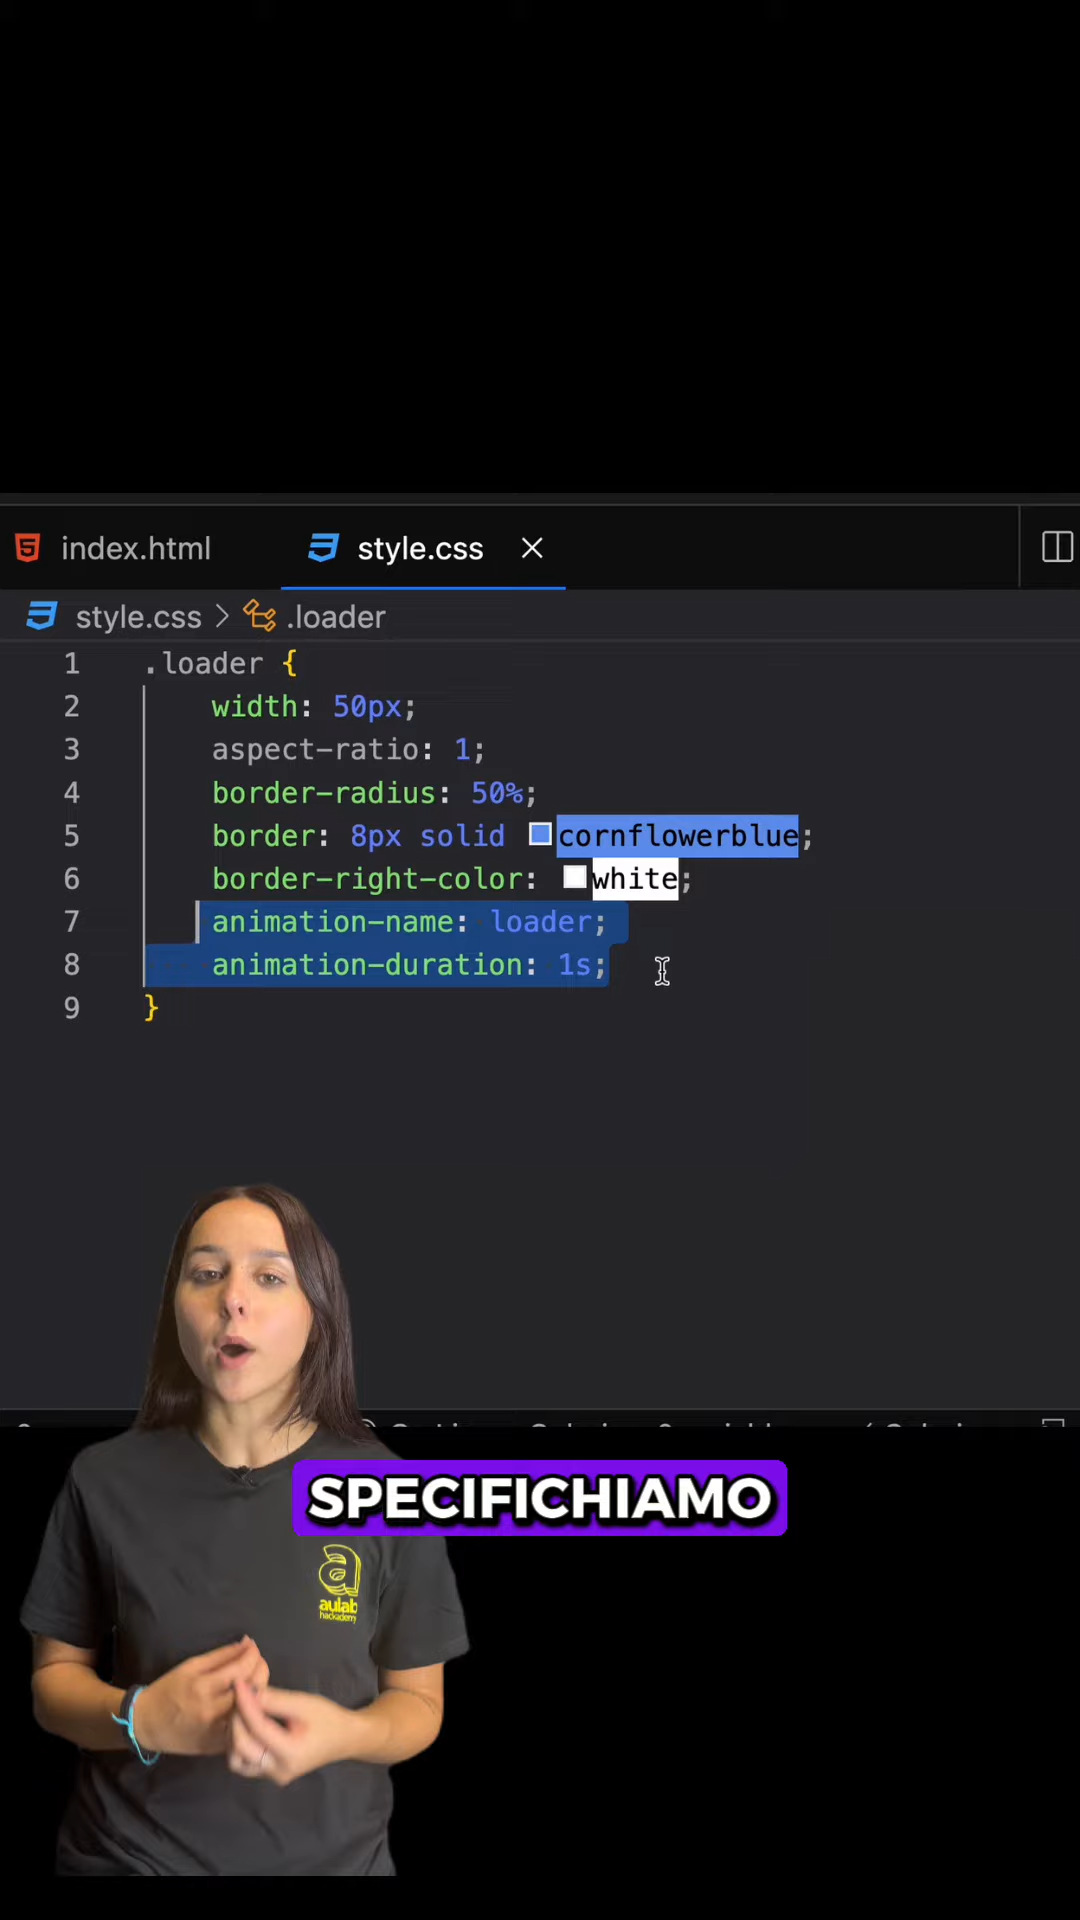 index.html
style.css
style.css > .loader
1 .loader {
2 width: 50px;
3 aspect-ratio: 1;
4 border-radius: 50%;
5 border: 8px solid cornflowerblue;
6 border-right-color: white;
7 animation-name: loader;
8 animation-duration: 1s;
9 }
SPECIFICHIAMO
a
aulab
hackademy